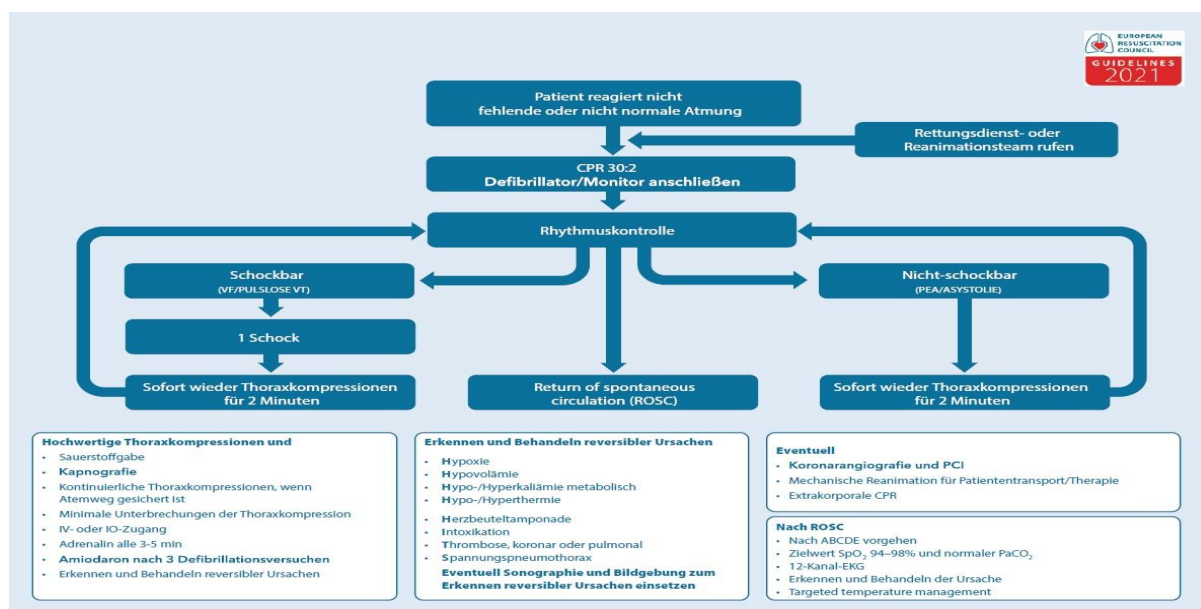 EUROPEAN
RESUSCITATION
COUNCIL
GUIDELINES
2021
Patient reagiert nicht
fehlende oder nicht normale Atmung
Rettungsdienst- oder
Reanimationsteam rufen
CPR 30:2
Defibrillator/Monitor anschließen
Rhythmuskontrolle
Schockbar
(VF/PULSLOSE VT)
Nicht-schockbar
(PEA/ASYSTOLIE)
1 Schock
Sofort wieder Thoraxkompressionen
für 2 Minuten
Return of spontaneous
circulation (ROSC)
Sofort wieder Thoraxkompressionen
für 2 Minuten
Hochwertige Thoraxkompressionen und
• Sauerstoffgabe
• Kapnografie
• Kontinuierliche Thoraxkompressionen, wenn
Atemweg gesichert ist
• Minimale Unterbrechungen der Thoraxkompression
• IV- oder IO-Zugang
• Adrenalin alle 3-5 min
• Amiodaron nach 3 Defibrillationsversuchen
• Erkennen und Behandeln reversibler Ursachen
Erkennen und Behandeln reversibler Ursachen
• Hypoxie
• Hypovolämie
• Hypo-/Hyperkaliämie metabolisch
• Hypo-/Hyperthermie
• Herzbeuteltamponade
• Intoxikation
• Thrombose, koronar oder pulmonal
• Spannungspneumothorax
Eventuell Sonographie und Bildgebung zum
Erkennen reversibler Ursachen einsetzen
Eventuell
• Koronarangiografie und PCI
• Mechanische Reanimation für Patiententransport/Therapie
• Extrakorporale CPR
Nach ROSC
• Nach ABCDE vorgehen
• Zielwert SpO₂ 94–98% und normaler PaCO₂
• 12-Kanal-EKG
• Erkennen und Behandeln der Ursache
• Targeted temperature management